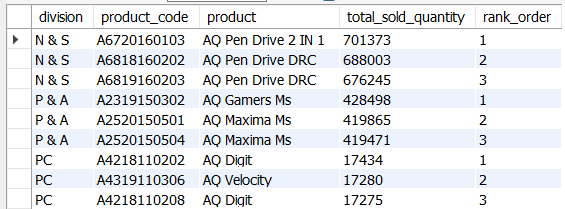 division product_code product total_sold_quantity rank_order
N & S A6720160103 AQ Pen Drive 2 IN 1 701373 1
N & S A6818160202 AQ Pen Drive DRC 688003 2
N & S A6819160203 AQ Pen Drive DRC 676245 3
P & A A2319150302 AQ Gamers Ms 428498 1
P & A A2520150501 AQ Maxima Ms 419865 2
P & A A2520150504 AQ Maxima Ms 419471 3
PC A4218110202 AQ Digit 17434 1
PC A4319110306 AQ Velocity 17280 2
PC A4218110208 AQ Digit 17275 3